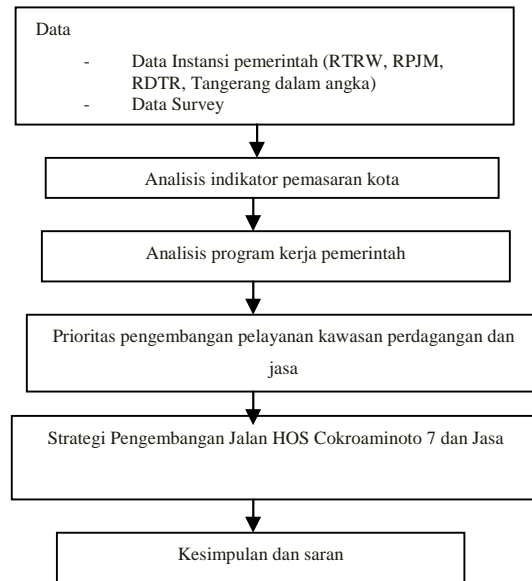 Data
- Data Instansi pemerintah (RTRW, RPJM,
RDTR, Tangerang dalam angka)
- Data Survey
Analisis indikator pemasaran kota
Analisis program kerja pemerintah
Prioritas pengembangan pelayanan kawasan perdagangan dan
jasa
Strategi Pengembangan Jalan HOS Cokroaminoto 7 dan Jasa
Kesimpulan dan saran